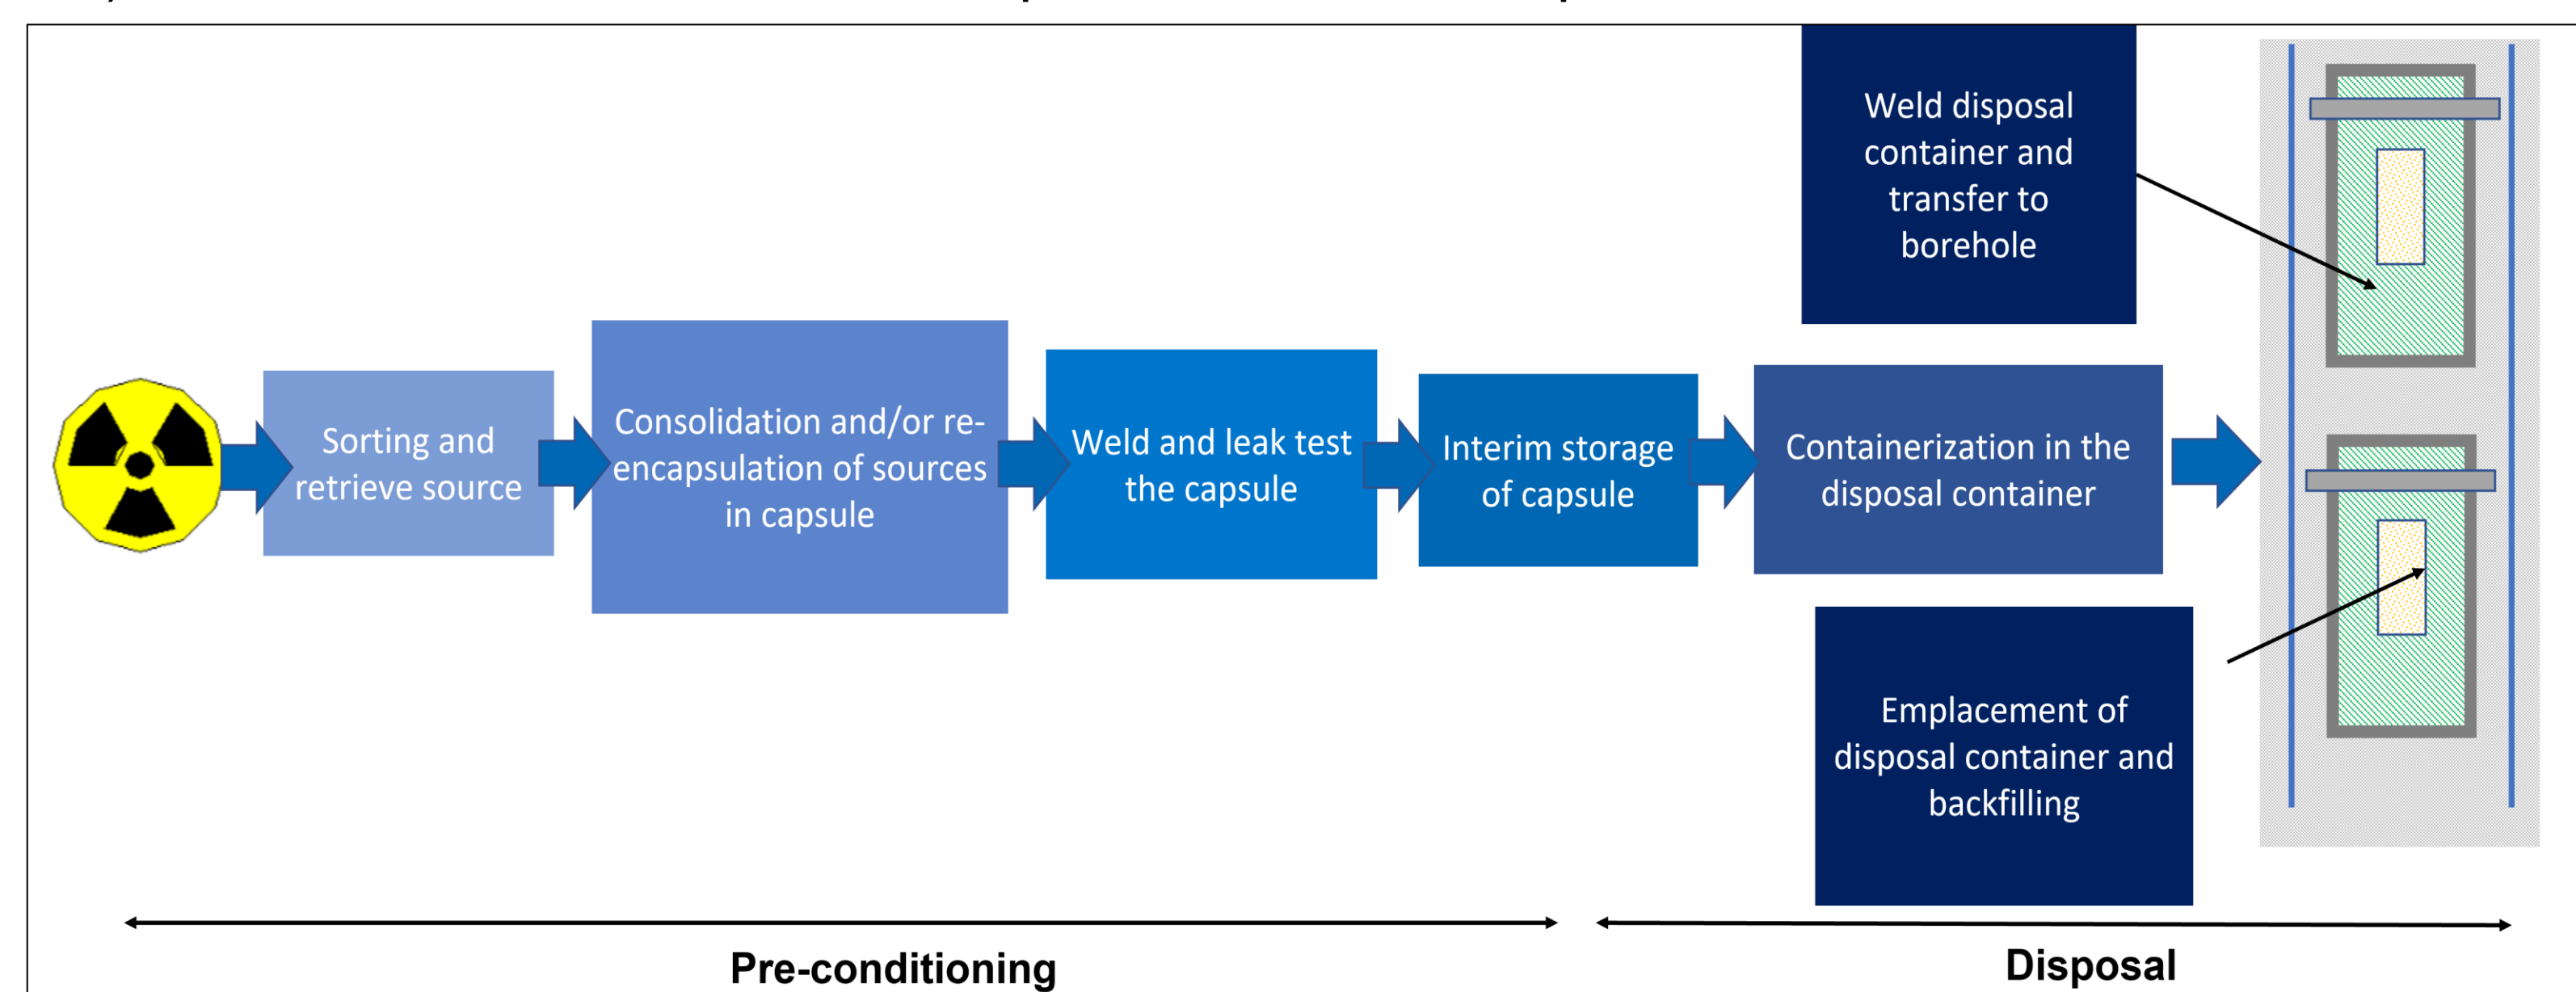 Weld disposal
container and
transfer to
borehole
Sorting and
retrieve source
Consolidation and/or re-
encapsulation of sources
in capsule
Weld and leak test
the capsule
Interim storage
of capsule
Containerization in the
disposal container
Emplacement of
disposal container and
backfilling
Pre-conditioning
Disposal